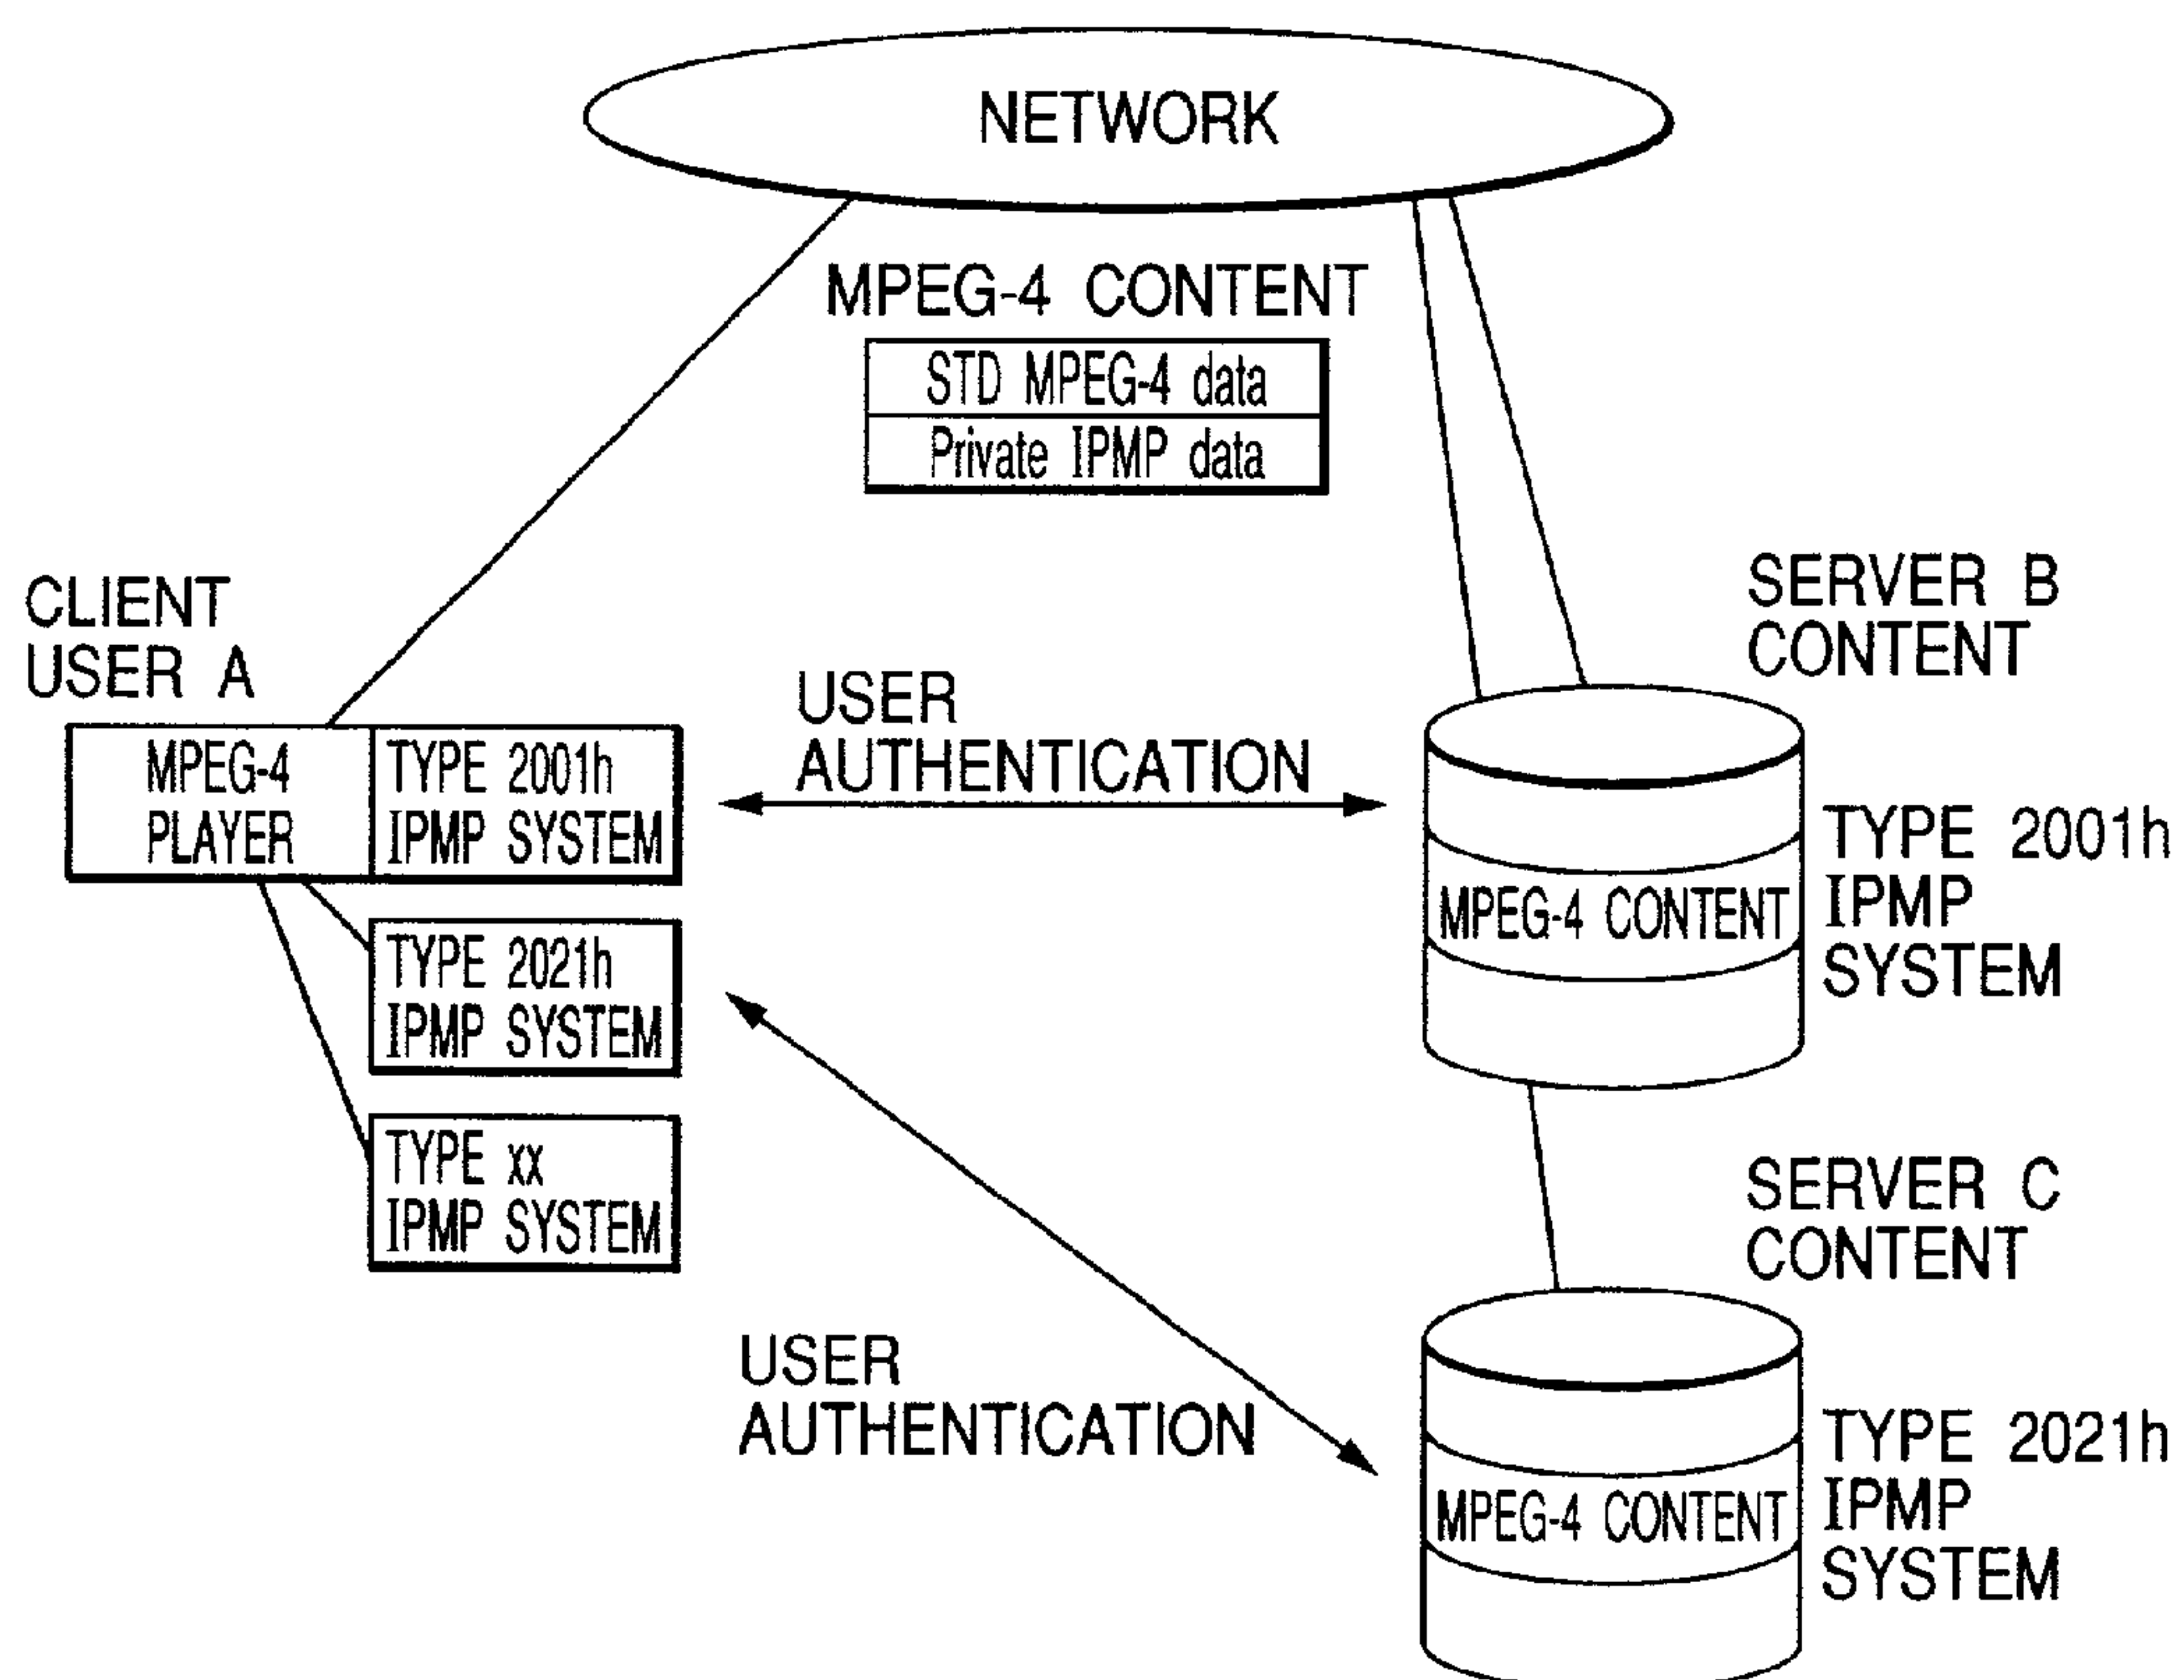 NETWORK
MPEG-4 CONTENT
STD MPEG-4 data
Private IPMP data
CLIENT
USER A
MPEG-4
PLAYER
TYPE 2001h
IPMP SYSTEM
TYPE 2021h
IPMP SYSTEM
TYPE xx
IPMP SYSTEM
USER
AUTHENTICATION
SERVER B
CONTENT
MPEG-4 CONTENT
TYPE 2001h
IPMP
SYSTEM
USER
AUTHENTICATION
SERVER C
CONTENT
MPEG-4 CONTENT
TYPE 2021h
IPMP
SYSTEM